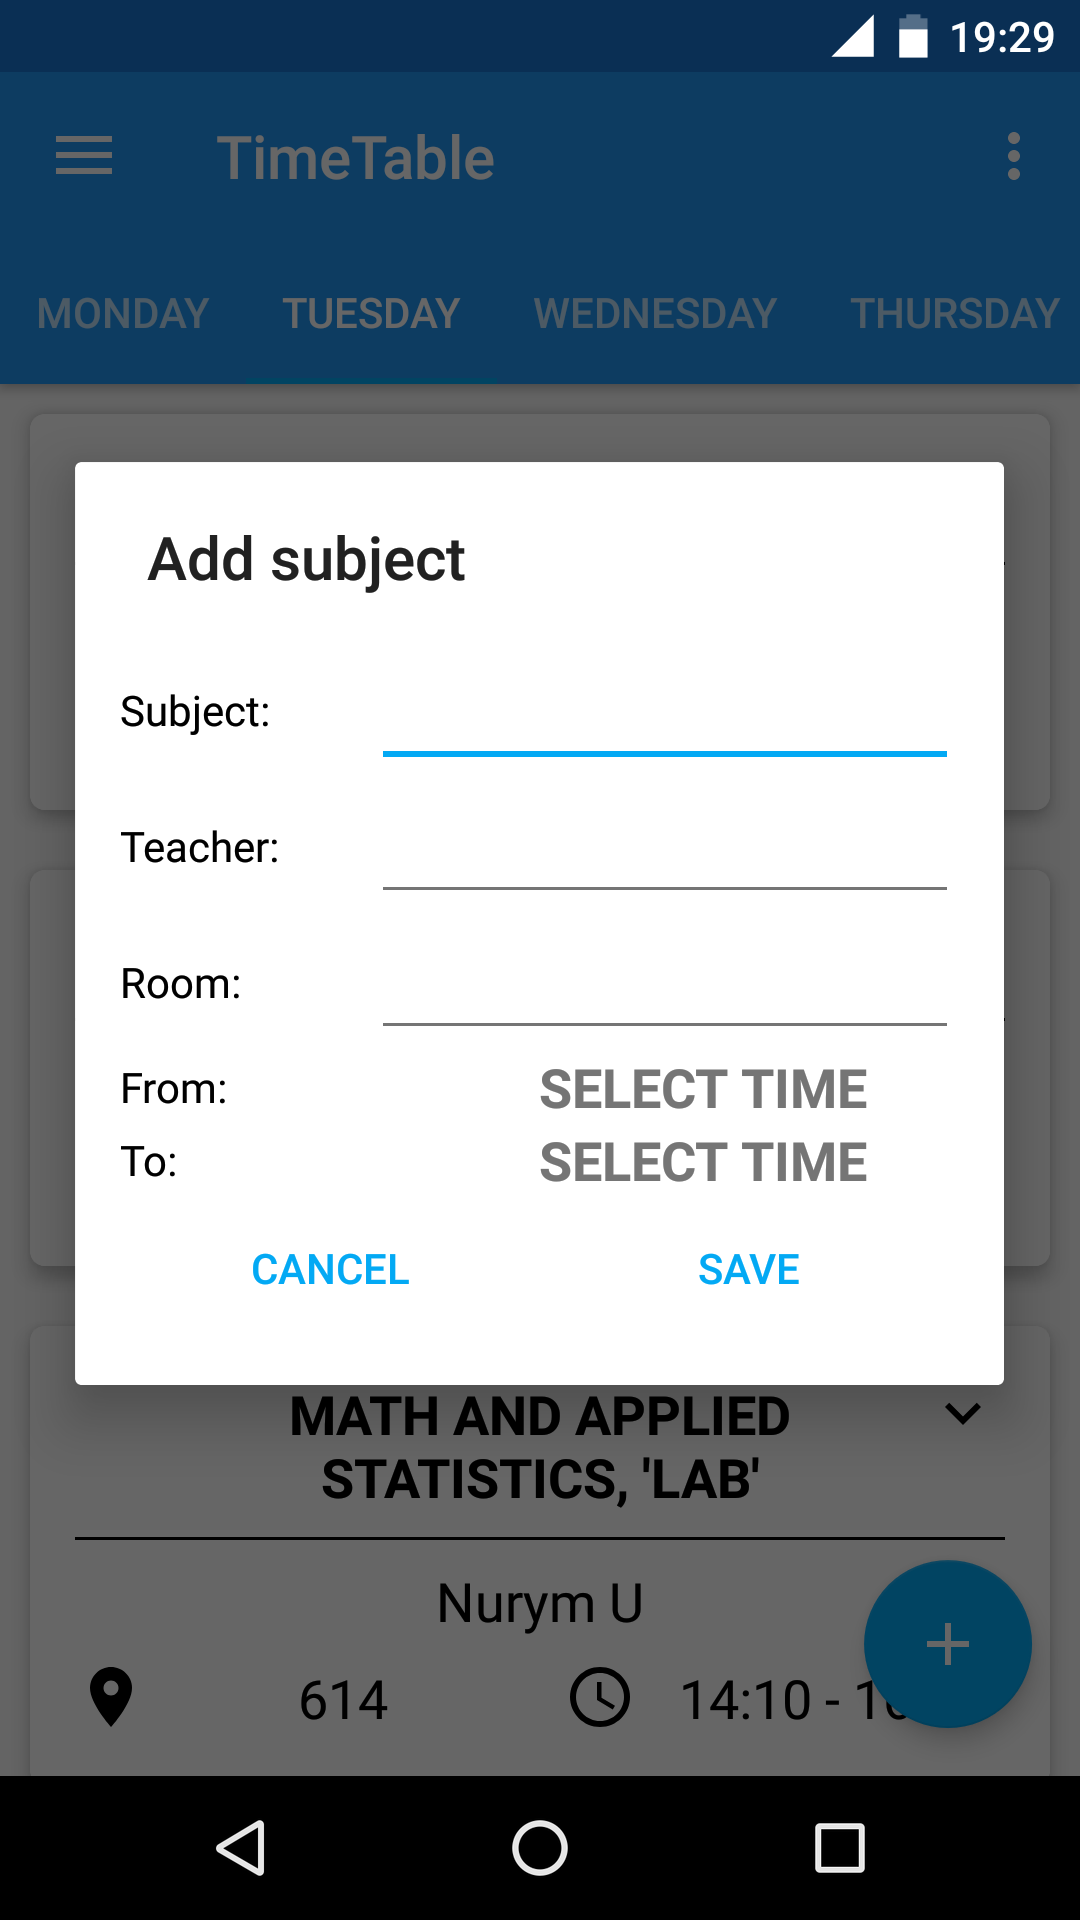 19:29
TimeTable
MONDAY TUESDAY WEDNESDAY THURSDAY
Add subject
Subject:
Teacher:
Room:
From: SELECT TIME
To: SELECT TIME
CANCEL SAVE
MATH AND APPLIED
STATISTICS, 'LAB'
Nurym U
614 14:10 -